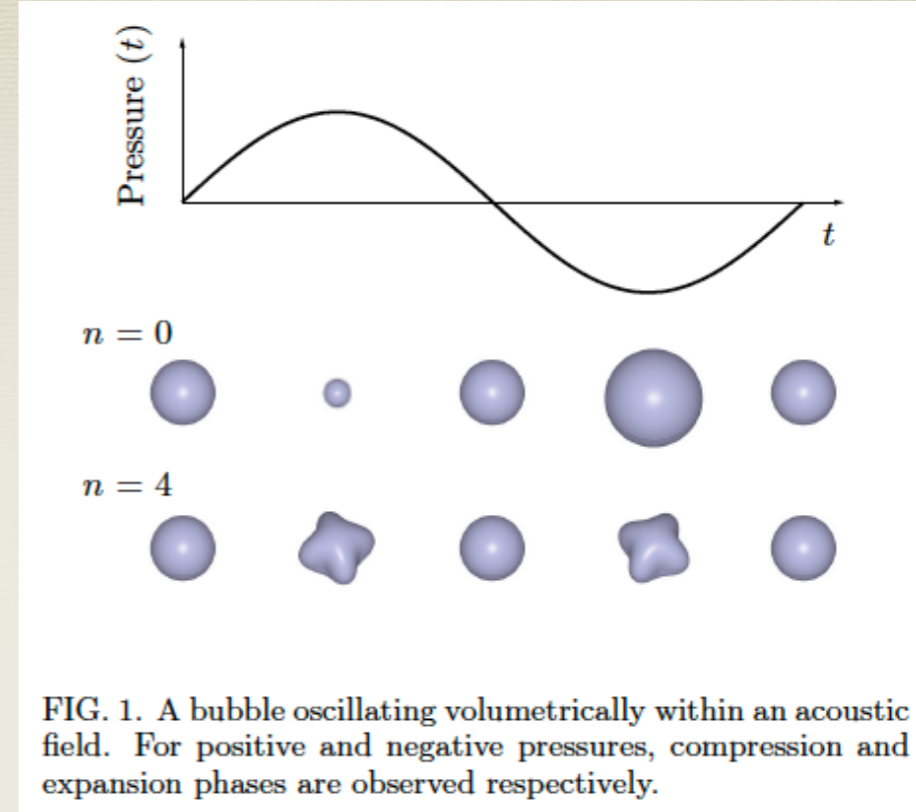 Pressure (t)
t
n = 0
n = 4
FIG. 1. A bubble oscillating volumetrically within an acoustic
field. For positive and negative pressures, compression and
expansion phases are observed respectively.